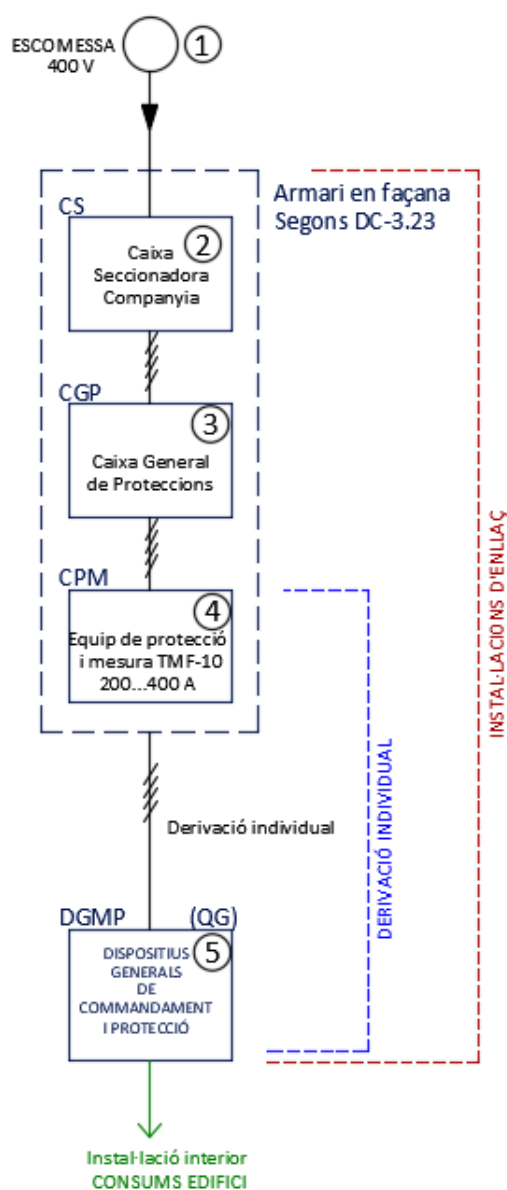 ESCOMESSA
400 V
1
Armari en façana
Segons DC-3.23
CS
2
Caixa
Seccionadora
Companyia
CGP
3
Caixa General
de Proteccions
CPM
4
Equip de protecció
i mesura TMF-10
200...400 A
Derivació individual
DGMP (QG)
5
DISPOSITIUS
GENERALS
DE
COMMANDAMENT
I PROTECCIÓ
Instal·lació interior
CONSUMS EDIFICI
DERIVACIÓ INDIVIDUAL
INSTAL·LACIONS D'ENLLAÇ